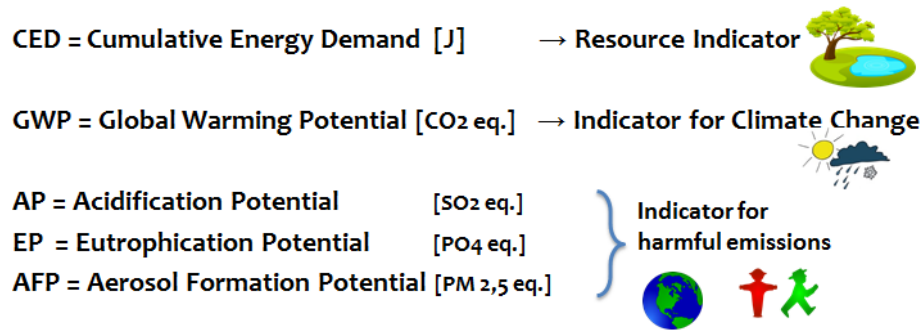 CED = Cumulative Energy Demand [J] → Resource Indicator
GWP = Global Warming Potential [CO2 eq.] → Indicator for Climate Change
AP = Acidification Potential [SO2 eq.]
EP = Eutrophication Potential [PO4 eq.]
AFP = Aerosol Formation Potential [PM 2,5 eq.]
Indicator for
harmful emissions